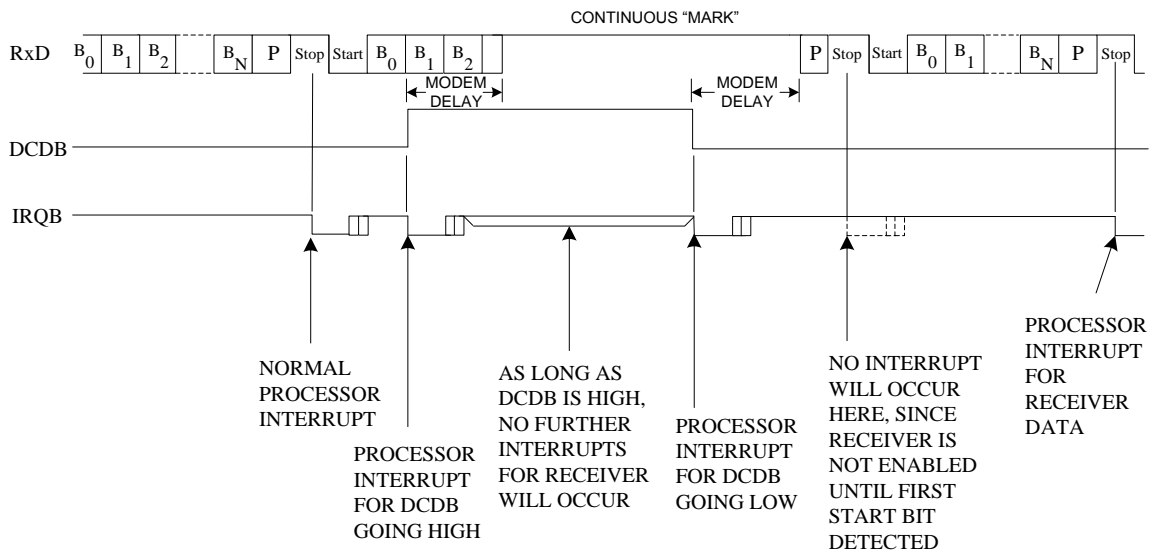 CONTINUOUS “MARK”
RxD B0 B1 B2 BN P Stop Start B0 B1 B2 P Stop Start B0 B1 BN P Stop
MODEM
DELAY
MODEM
DELAY
DCDB
IRQB
NORMAL
PROCESSOR
INTERRUPT
PROCESSOR
INTERRUPT
FOR DCDB
GOING HIGH
AS LONG AS
DCDB IS HIGH,
NO FURTHER
INTERRUPTS
FOR RECEIVER
WILL OCCUR
PROCESSOR
INTERRUPT
FOR DCDB
GOING LOW
NO INTERRUPT
WILL OCCUR
HERE, SINCE
RECEIVER IS
NOT ENABLED
UNTIL FIRST
START BIT
DETECTED
PROCESSOR
INTERRUPT
FOR
RECEIVER
DATA